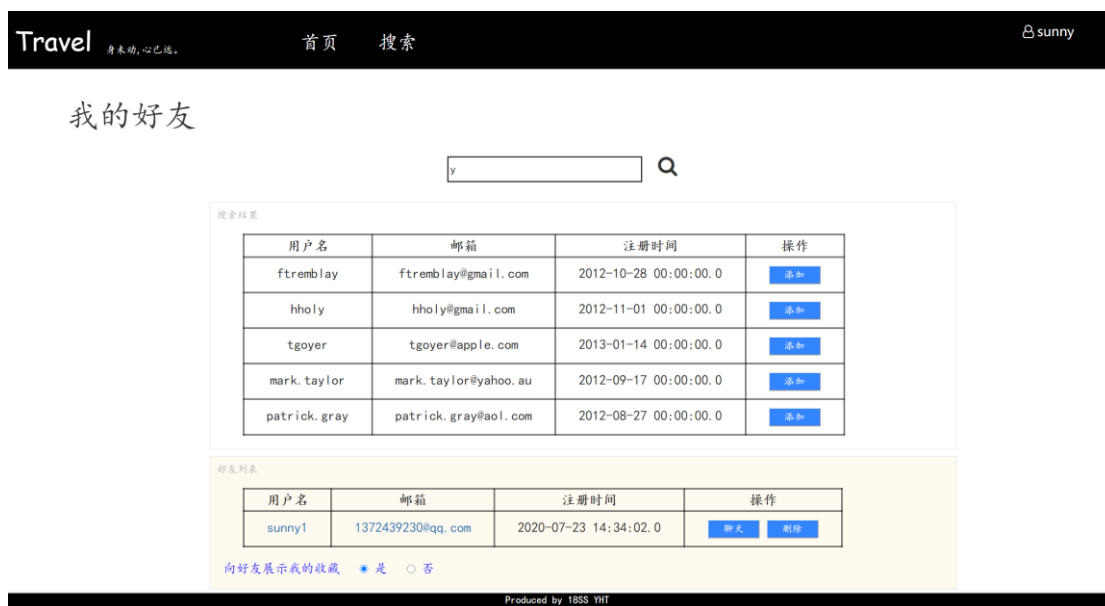 Travel 身未动,心已远。 首页 搜索 sunny
我的好友
y
搜索结果
用户名 邮箱 注册时间 操作
ftremblay ftremblay@gmail.com 2012-10-28 00:00:00.0 添加
hholy hholy@gmail.com 2012-11-01 00:00:00.0 添加
tgoyer tgoyer@apple.com 2013-01-14 00:00:00.0 添加
mark.taylor mark.taylor@yahoo.au 2012-09-17 00:00:00.0 添加
patrick.gray patrick.gray@aol.com 2012-08-27 00:00:00.0 添加
好友列表
用户名 邮箱 注册时间 操作
sunny1 1372439230@qq.com 2020-07-23 14:34:02.0 聊天 删除
向好友展示我的收藏 是 否
Produced by 18SS YHT